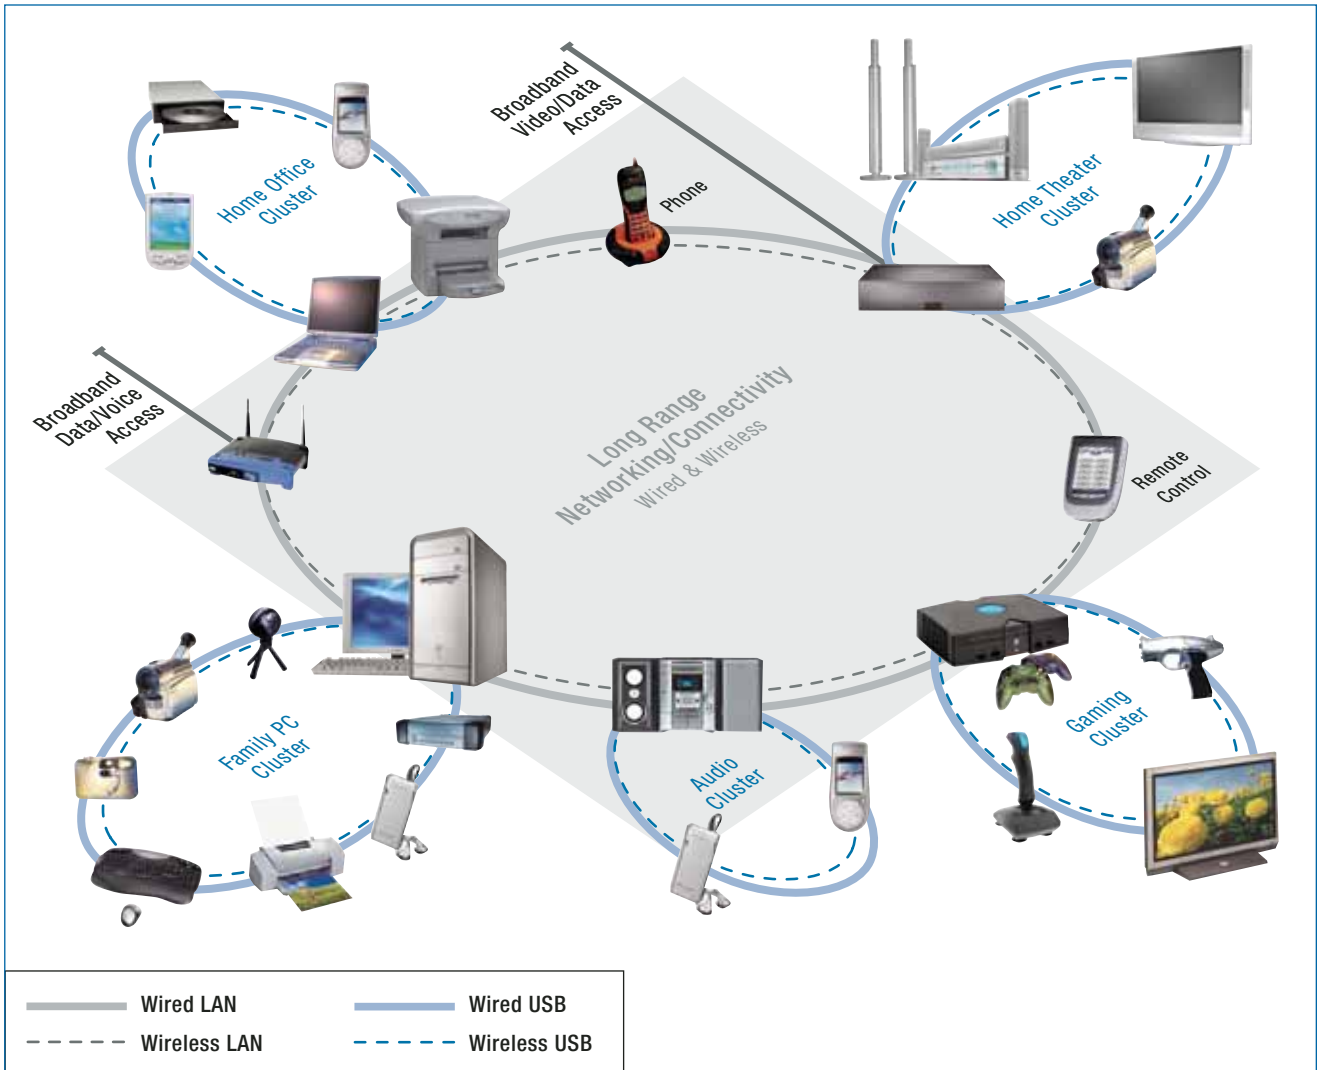 Broadband
Video/Data
Access
Home Office
Cluster
Phone
Home Theater
Cluster
Broadband
Data/Voice
Access
Long Range
Networking/Connectivity
Wired & Wireless
Remote
Control
Family PC
Cluster
Audio
Cluster
Gaming
Cluster
Wired LAN
Wired USB
Wireless LAN
Wireless USB